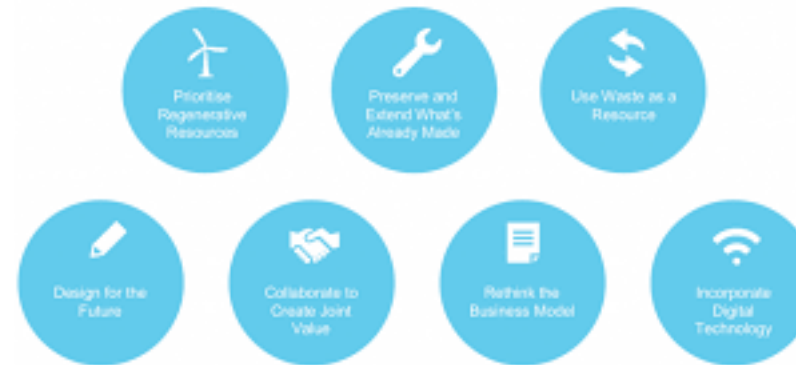 Prioritise
Regenerative
Resources
Preserve and
Extend What's
Already Made
Use Waste as a
Resource
Design for the
Future
Collaborate to
Create Joint
Value
Rethink the
Business Model
Incorporate
Digital
Technology